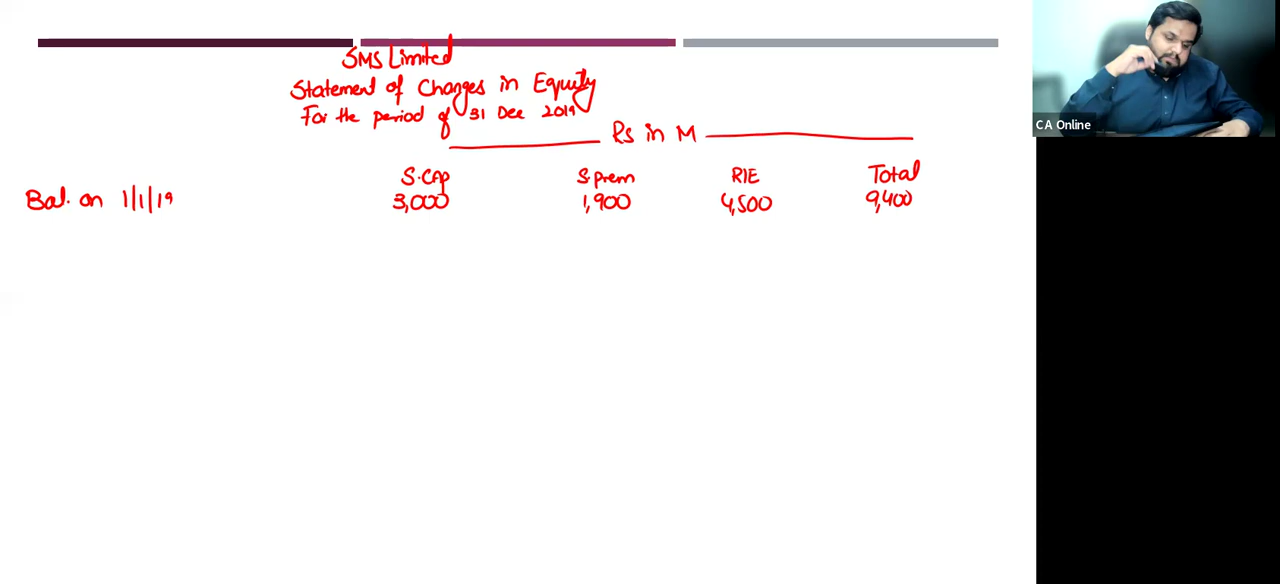 SMS Limited
Statement of Changes in Equity
For the period of 31 Dec 2019
Rs in M
S.Cap S.prem R/E Total
Bal. on 1/1/19 3,000 1,900 4,500 9,400
CA Online